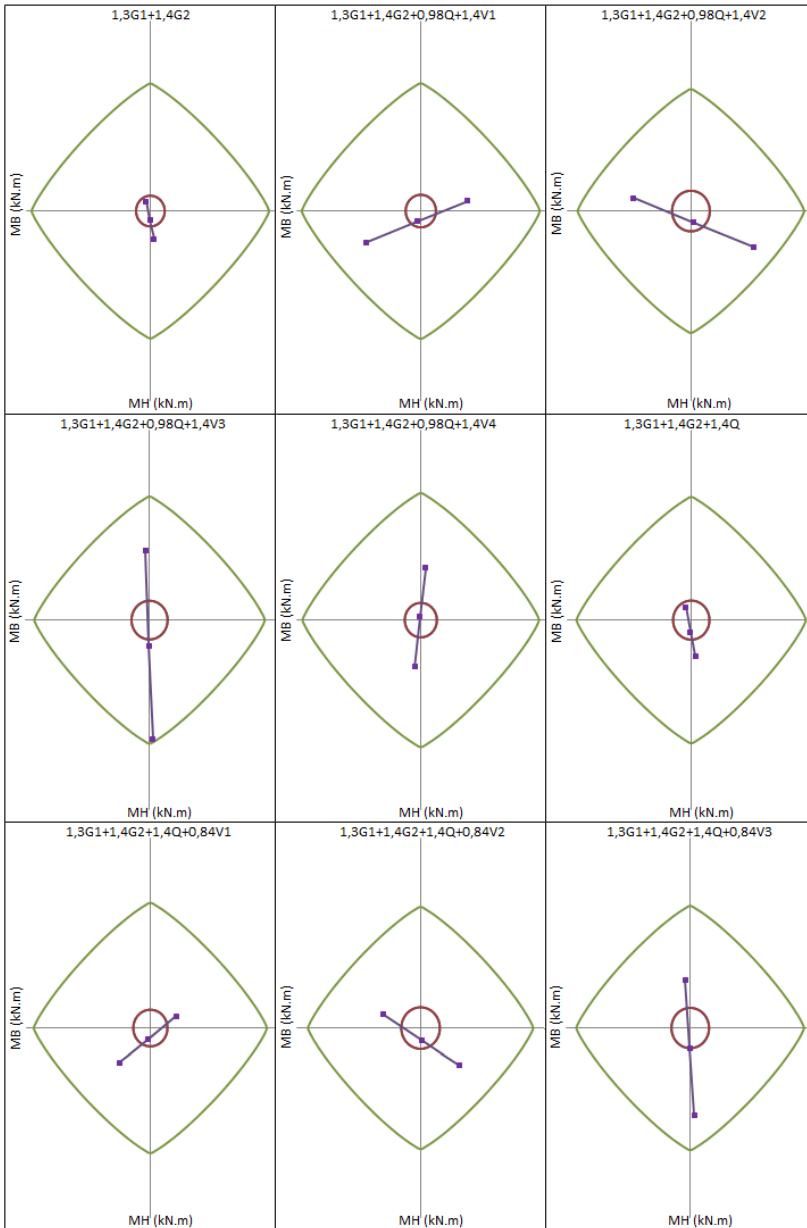 1,3G1+1,4G2
MB (kN.m)
MH (kN.m)
1,3G1+1,4G2+0,98Q+1,4V1
MB (kN.m)
MH (kN.m)
1,3G1+1,4G2+0,98Q+1,4V2
MB (kN.m)
MH (kN.m)
1,3G1+1,4G2+0,98Q+1,4V3
MB (kN.m)
MH (kN.m)
1,3G1+1,4G2+0,98Q+1,4V4
MB (kN.m)
MH (kN.m)
1,3G1+1,4G2+1,4Q
MB (kN.m)
MH (kN.m)
1,3G1+1,4G2+1,4Q+0,84V1
MB (kN.m)
MH (kN.m)
1,3G1+1,4G2+1,4Q+0,84V2
MB (kN.m)
MH (kN.m)
1,3G1+1,4G2+1,4Q+0,84V3
MB (kN.m)
MH (kN.m)